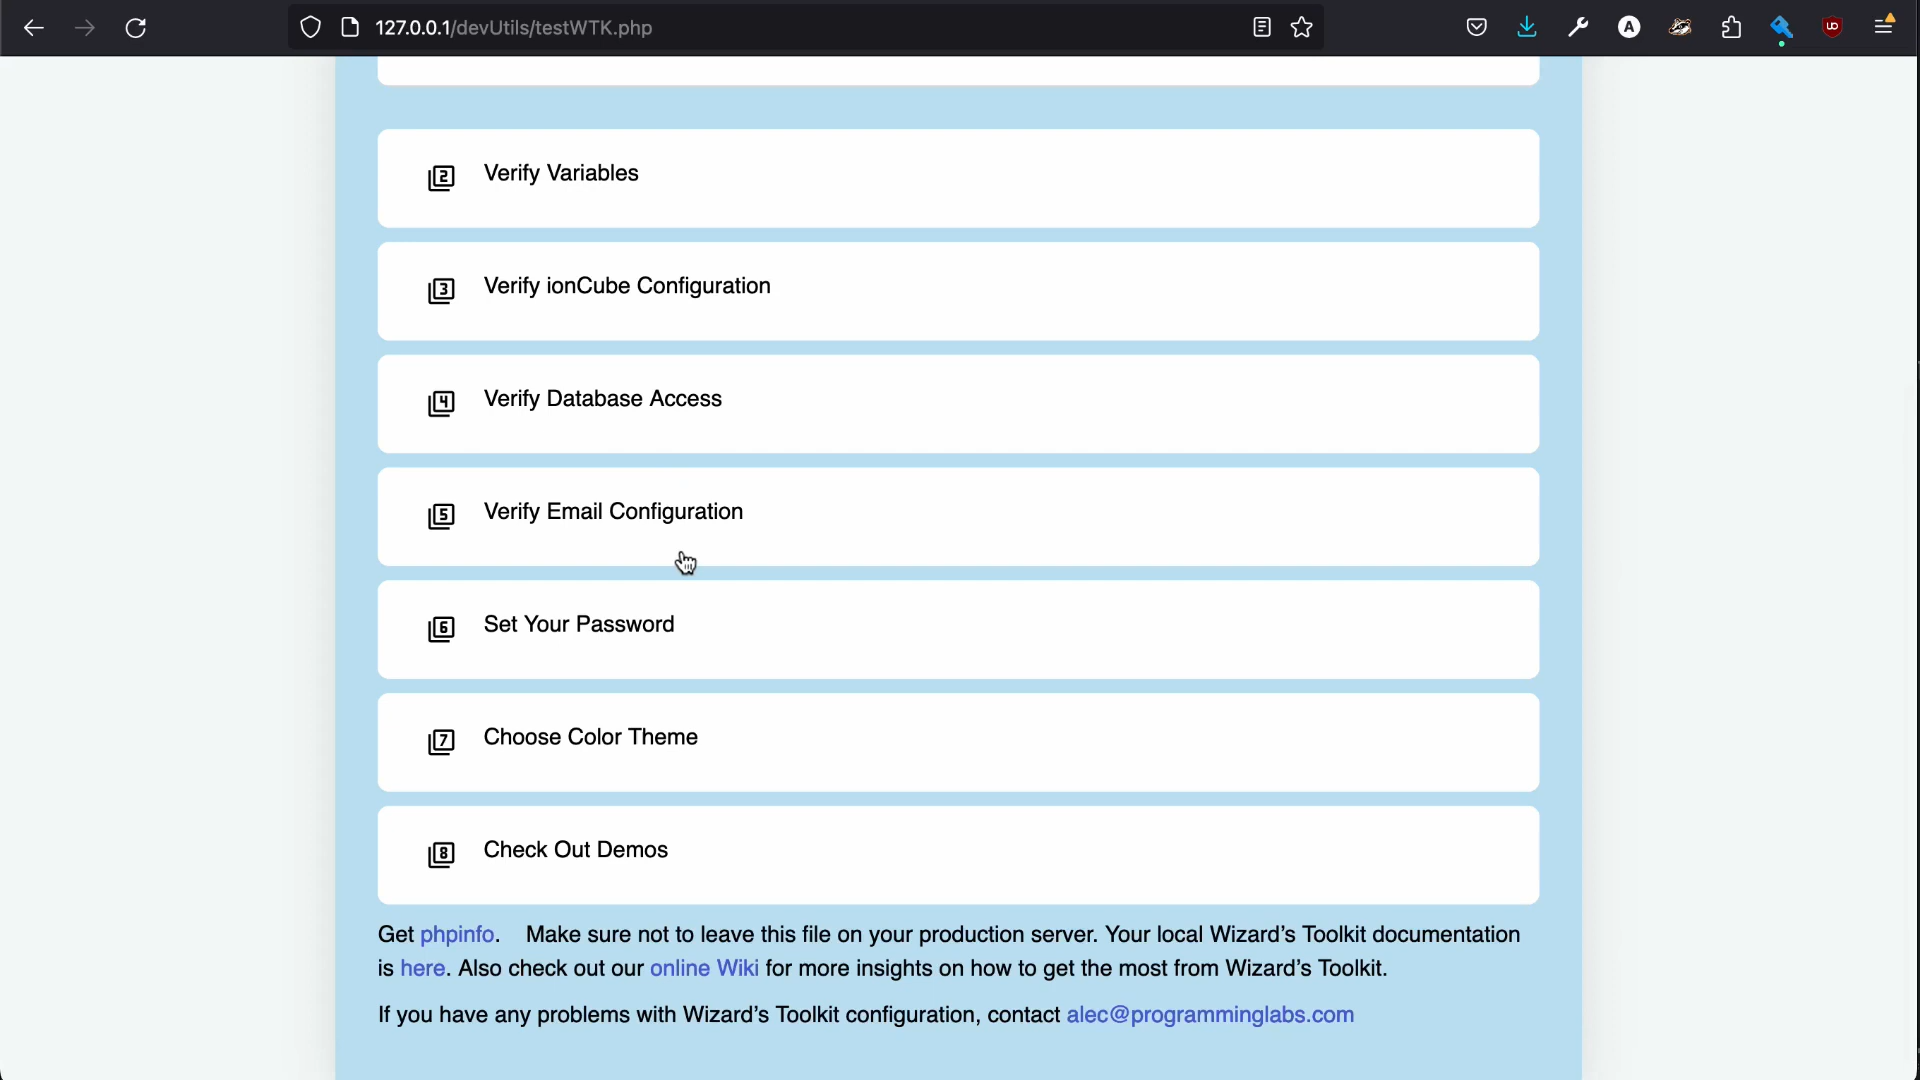 127.0.0.1/devUtils/testWTK.php
A
UD
2 Verify Variables
3 Verify ionCube Configuration
4 Verify Database Access
5 Verify Email Configuration
6 Set Your Password
7 Choose Color Theme
8 Check Out Demos
Get phpinfo. Make sure not to leave this file on your production server. Your local Wizard’s Toolkit documentation
is here. Also check out our online Wiki for more insights on how to get the most from Wizard’s Toolkit.
If you have any problems with Wizard’s Toolkit configuration, contact alec@programminglabs.com